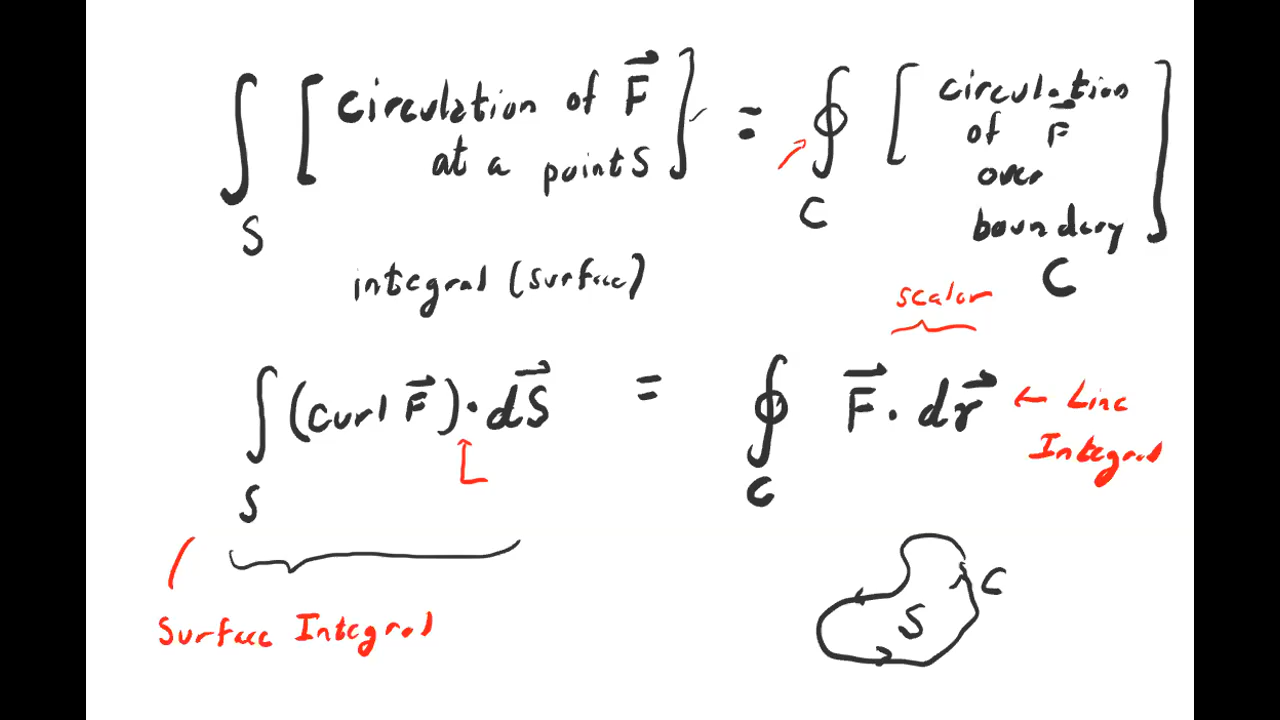 ∫ [ circulation of F⃗ ] = ∮ [ circulation
at a point S of F⃗
over
S C boundary
integral (surface) C
scalar
∫ (curl F⃗) · dS⃗ = ∮ F⃗ · dr⃗ ← Line
Integral
S C
C
S
Surface Integral